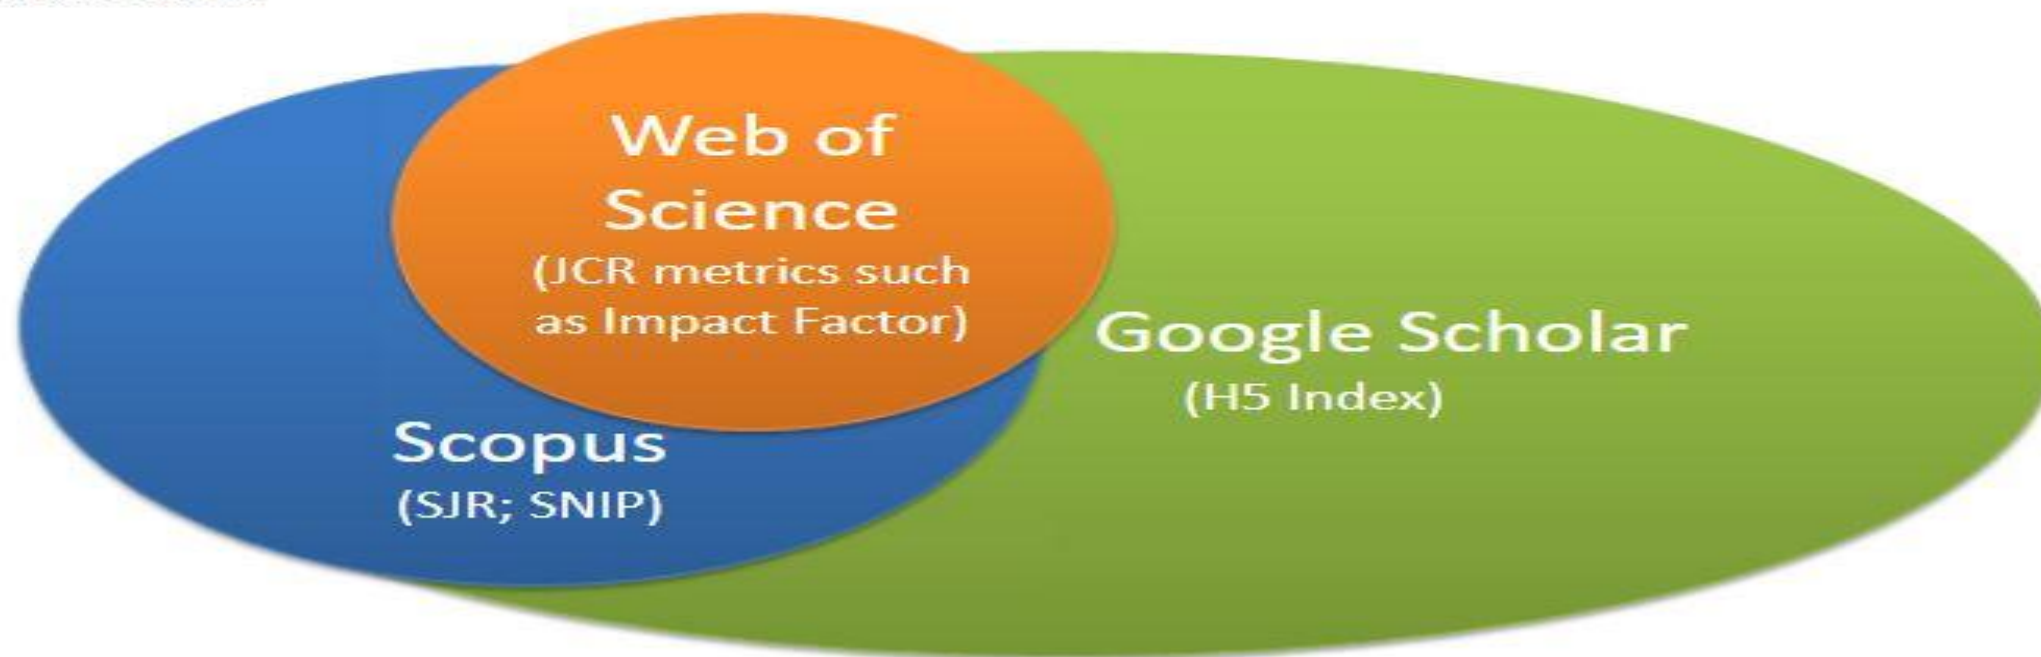 Web of
Science
(JCR metrics such
as Impact Factor)
Google Scholar
(H5 Index)
Scopus
(SJR; SNIP)